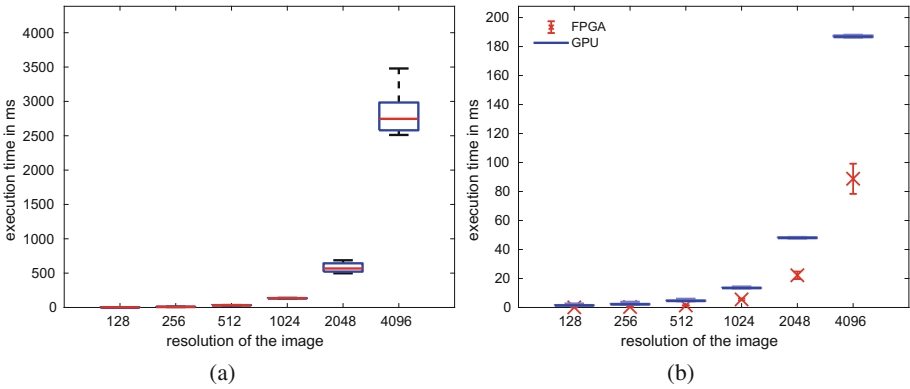 execution time in ms
4000
3500
3000
2500
2000
1500
1000
500
0
128 256 512 1024 2048 4096
resolution of the image
(a)
execution time in ms
200
180
160
140
120
100
80
60
40
20
0
FPGA
GPU
128 256 512 1024 2048 4096
resolution of the image
(b)